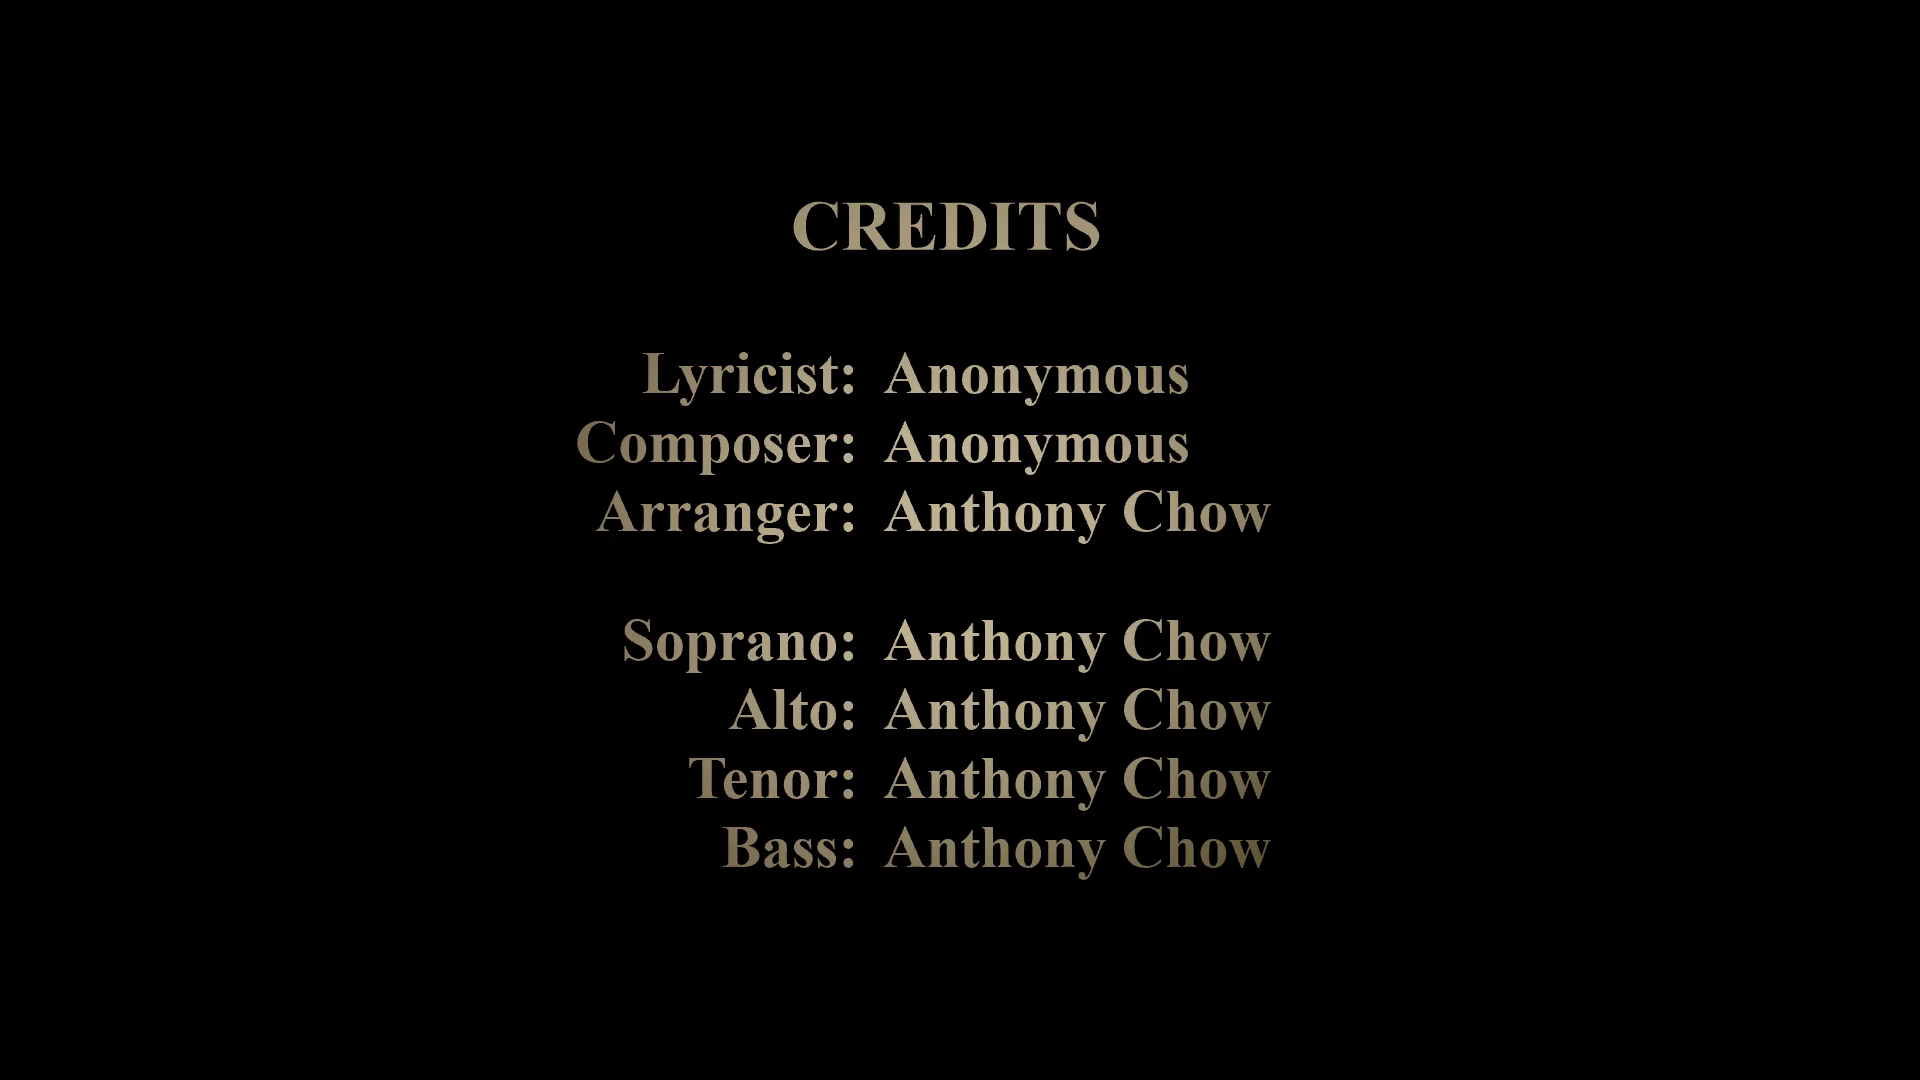 CREDITS
Lyricist: Anonymous
Composer: Anonymous
Arranger: Anthony Chow
Soprano: Anthony Chow
Alto: Anthony Chow
Tenor: Anthony Chow
Bass: Anthony Chow